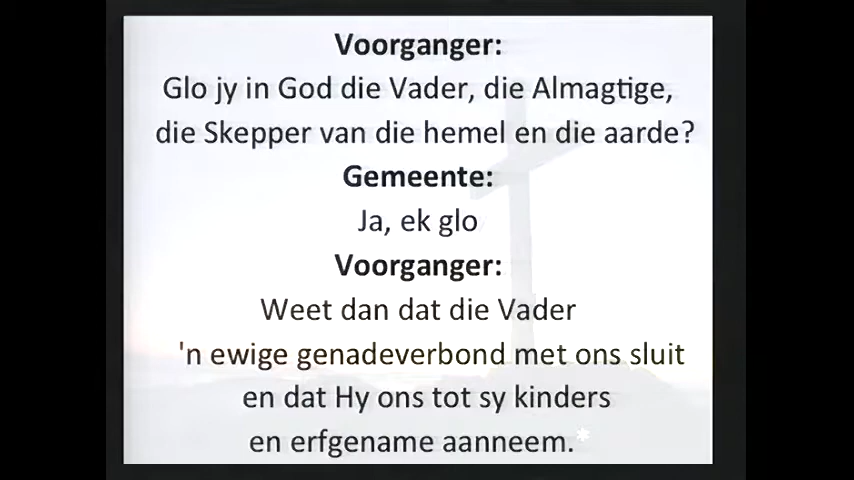 Voorganger:
Glo jy in God die Vader, die Almagtige,
die Skepper van die hemel en die aarde?
Gemeente:
Ja, ek glo
Voorganger:
Weet dan dat die Vader
'n ewige genadeverbond met ons sluit
en dat Hy ons tot sy kinders
en erfgename aanneem.*